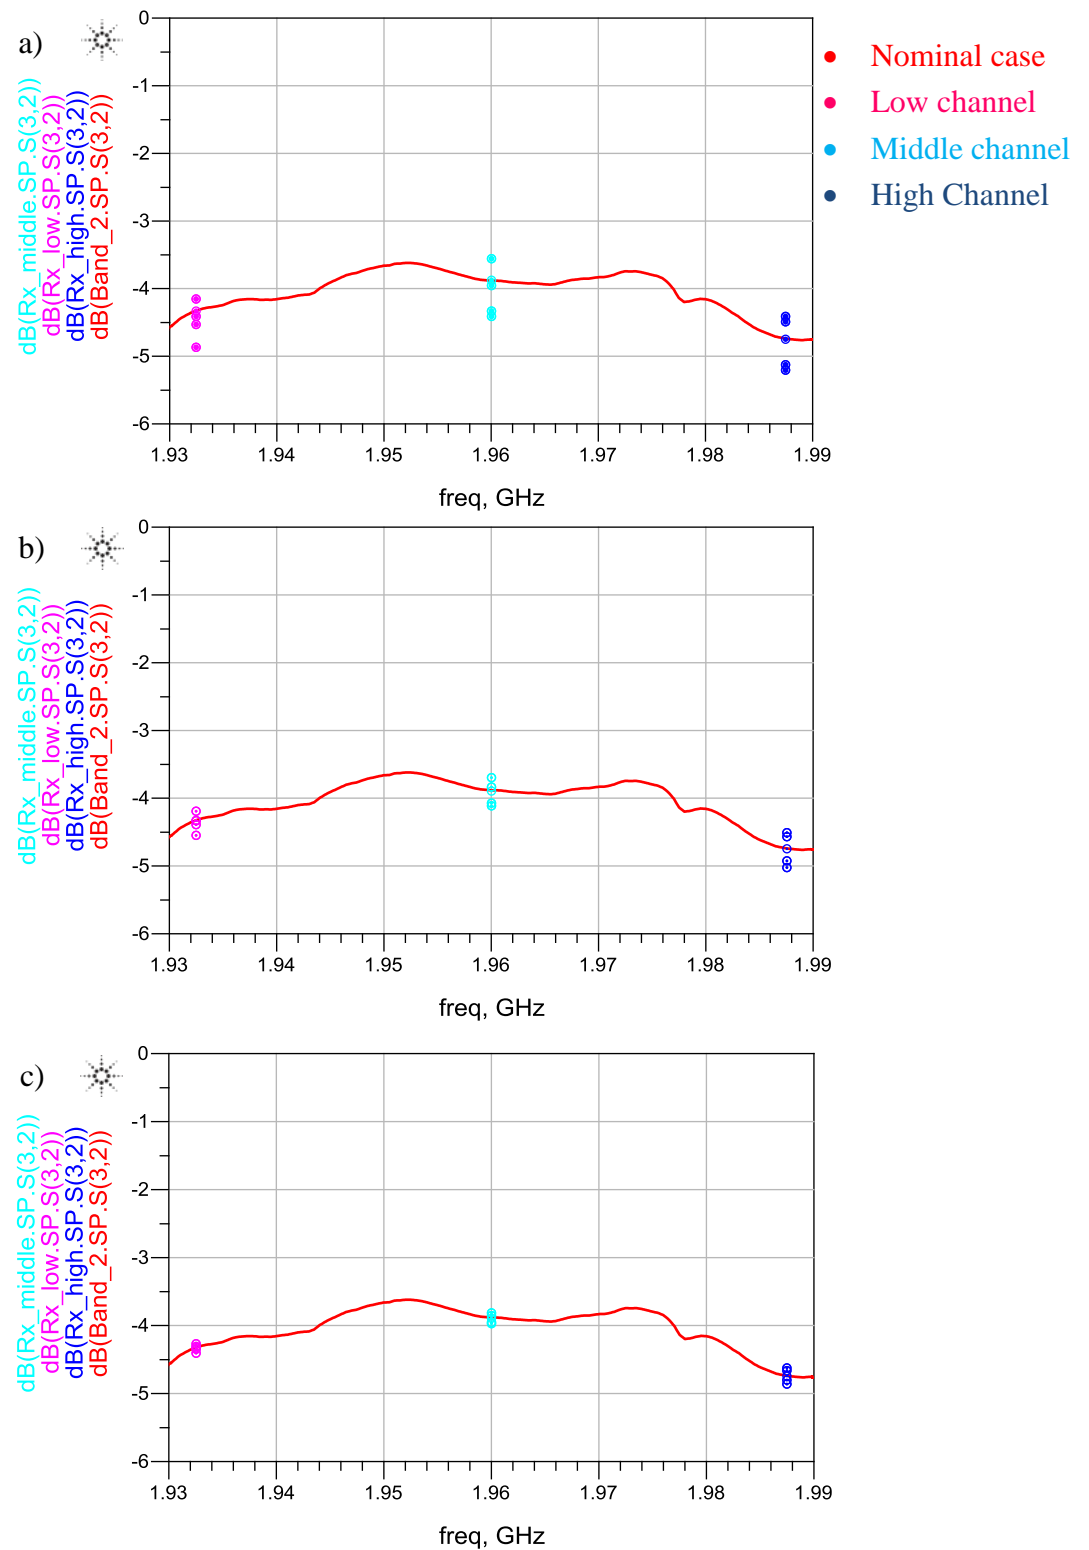 a)
dB(Rx_middle.SP.S(3,2))
dB(Rx_low.SP.S(3,2))
dB(Rx_high.SP.S(3,2))
dB(Band_2.SP.S(3,2))
0
-1
-2
-3
-4
-5
-6
1.93 1.94 1.95 1.96 1.97 1.98 1.99
freq, GHz
Nominal case
Low channel
Middle channel
High Channel
b)
dB(Rx_middle.SP.S(3,2))
dB(Rx_low.SP.S(3,2))
dB(Rx_high.SP.S(3,2))
dB(Band_2.SP.S(3,2))
0
-1
-2
-3
-4
-5
-6
1.93 1.94 1.95 1.96 1.97 1.98 1.99
freq, GHz
c)
dB(Rx_middle.SP.S(3,2))
dB(Rx_low.SP.S(3,2))
dB(Rx_high.SP.S(3,2))
dB(Band_2.SP.S(3,2))
0
-1
-2
-3
-4
-5
-6
1.93 1.94 1.95 1.96 1.97 1.98 1.99
freq, GHz